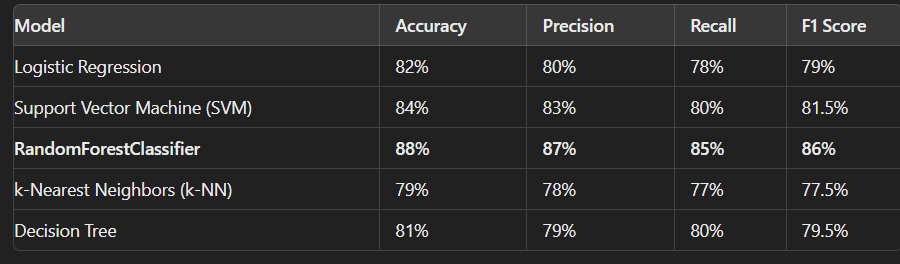 Model Accuracy Precision Recall F1 Score
Logistic Regression 82% 80% 78% 79%
Support Vector Machine (SVM) 84% 83% 80% 81.5%
RandomForestClassifier 88% 87% 85% 86%
k-Nearest Neighbors (k-NN) 79% 78% 77% 77.5%
Decision Tree 81% 79% 80% 79.5%